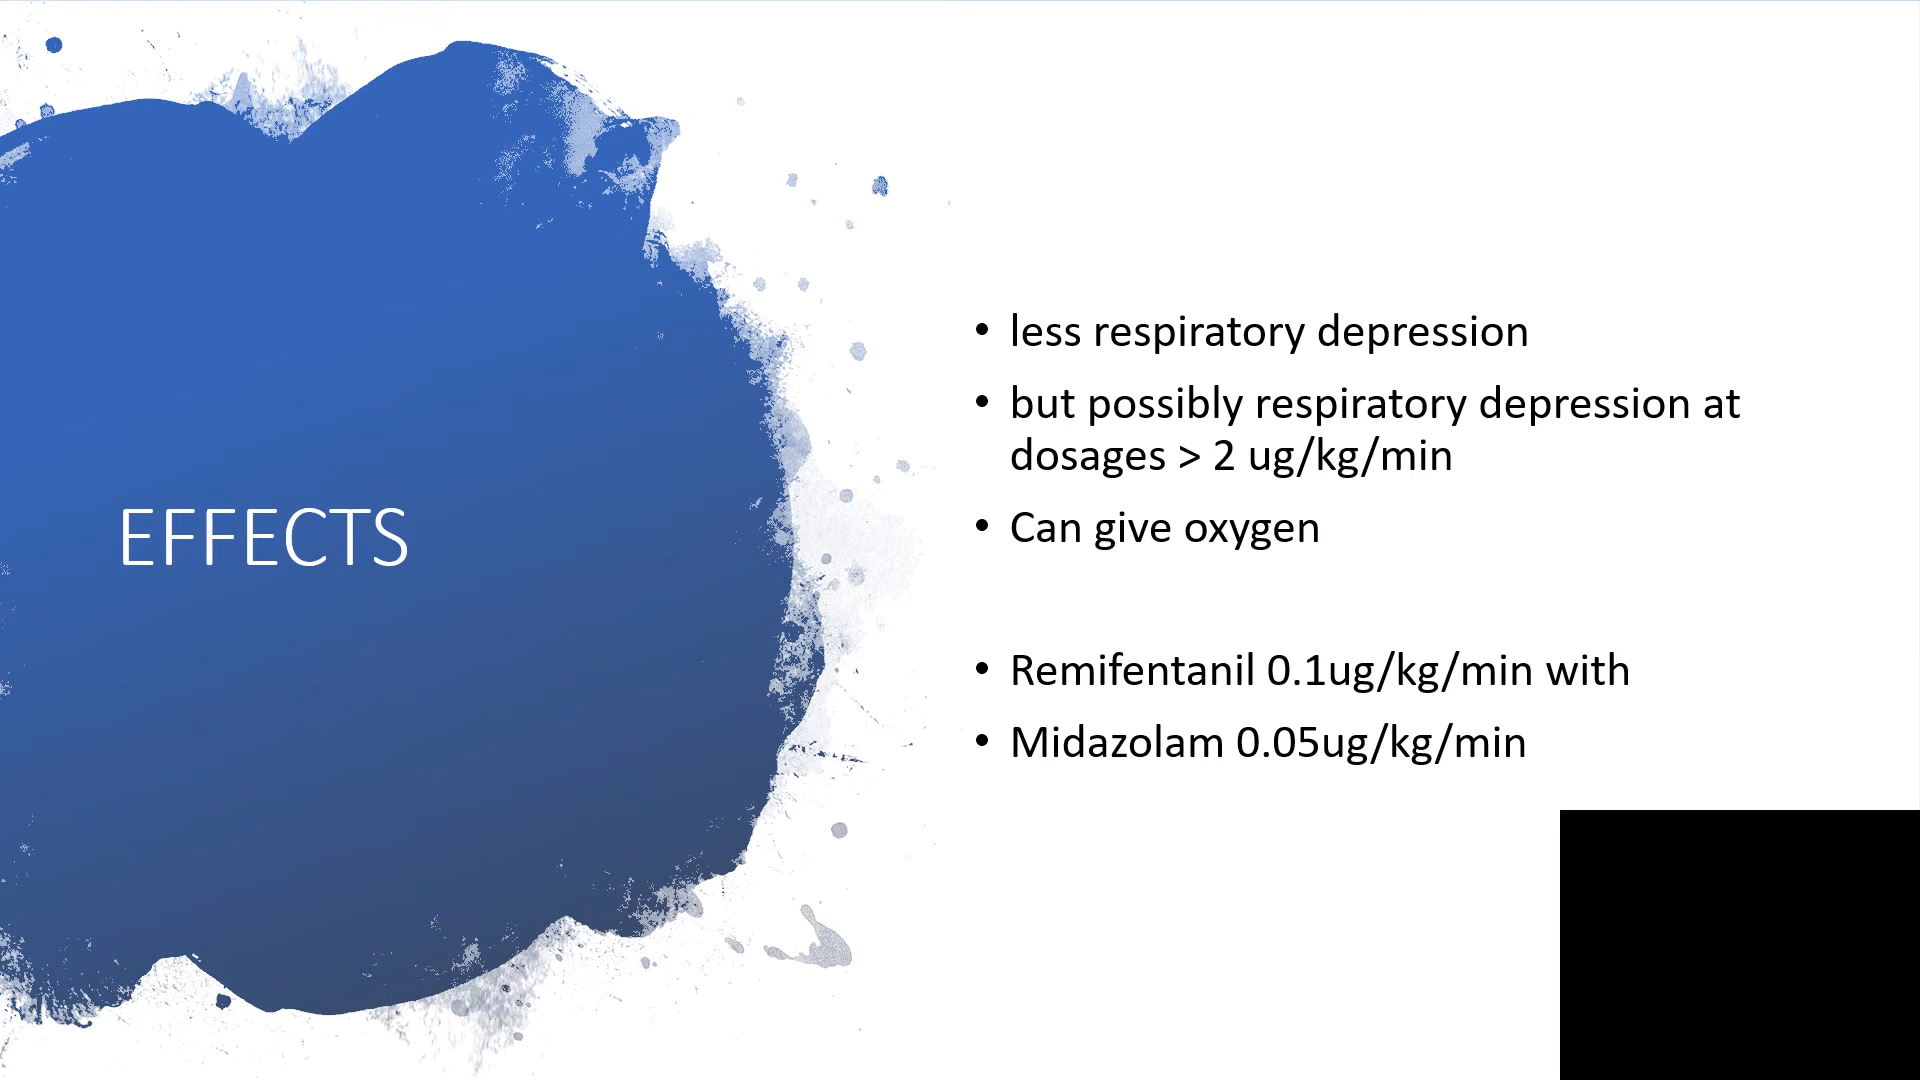 EFFECTS
• less respiratory depression
• but possibly respiratory depression at
dosages > 2 ug/kg/min
• Can give oxygen
• Remifentanil 0.1ug/kg/min with
• Midazolam 0.05ug/kg/min